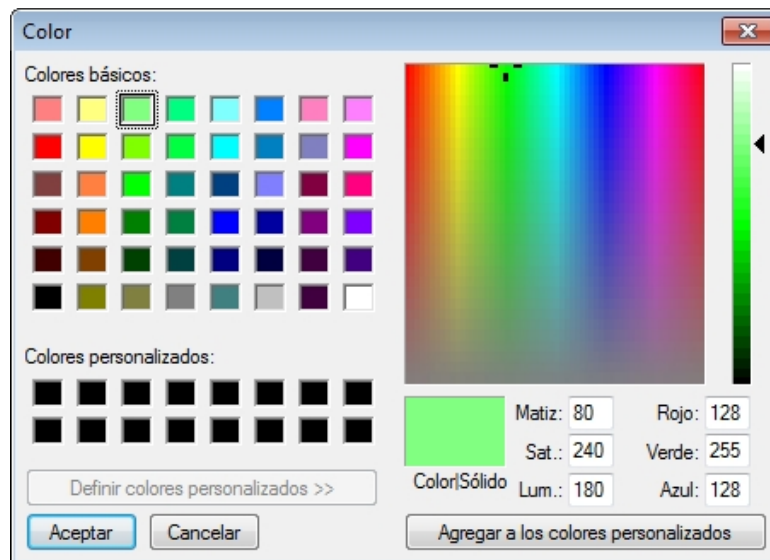 Color
Colores básicos:
Colores personalizados:
Definir colores personalizados >>
Aceptar
Cancelar
Color|Sólido
Matiz: 80
Sat.: 240
Lum.: 180
Rojo: 128
Verde: 255
Azul: 128
Agregar a los colores personalizados